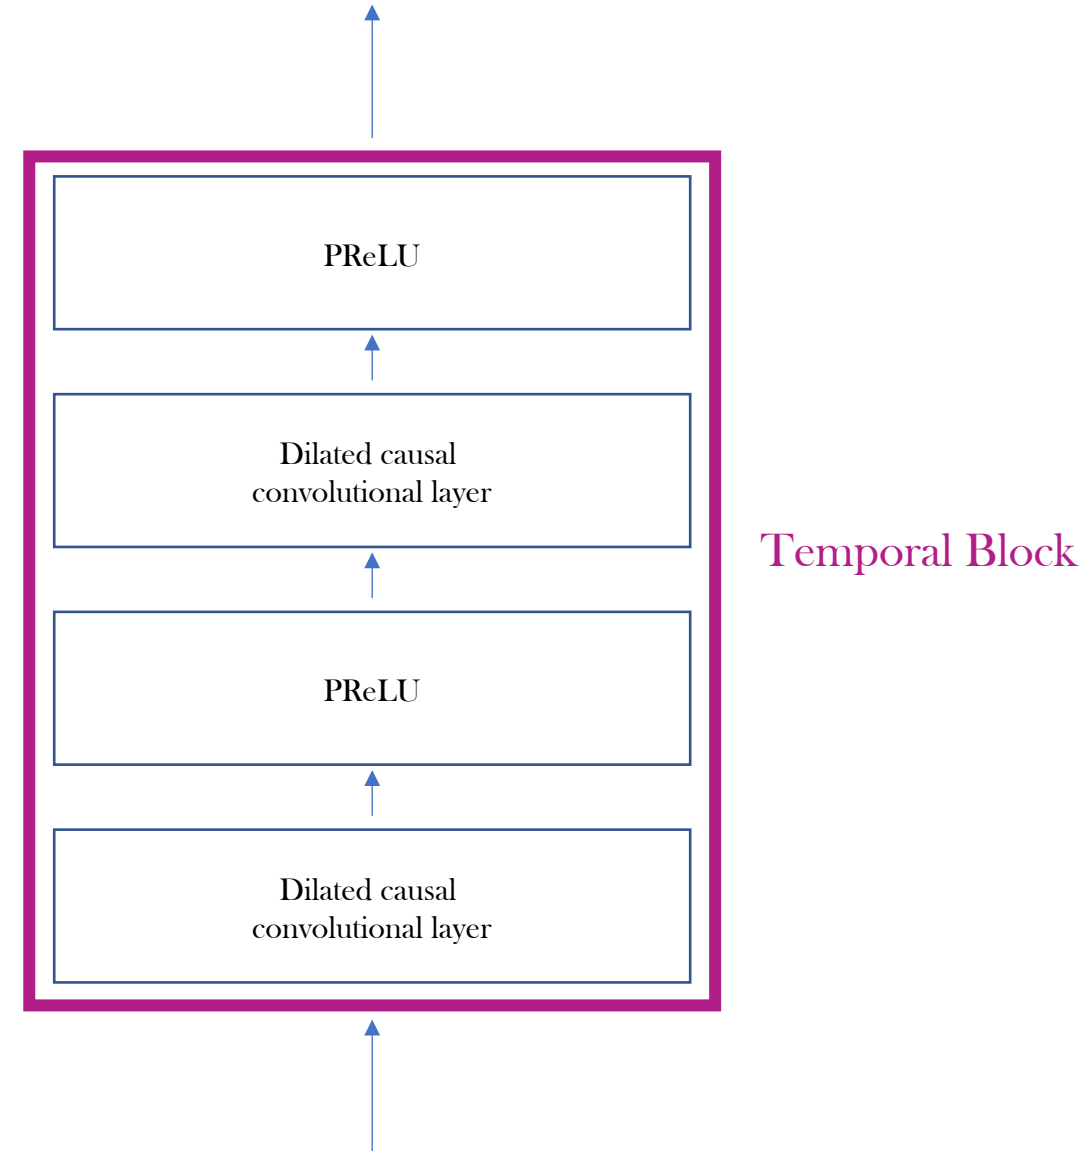 PReLU
Dilated causal
convolutional layer
Temporal Block
PReLU
Dilated causal
convolutional layer